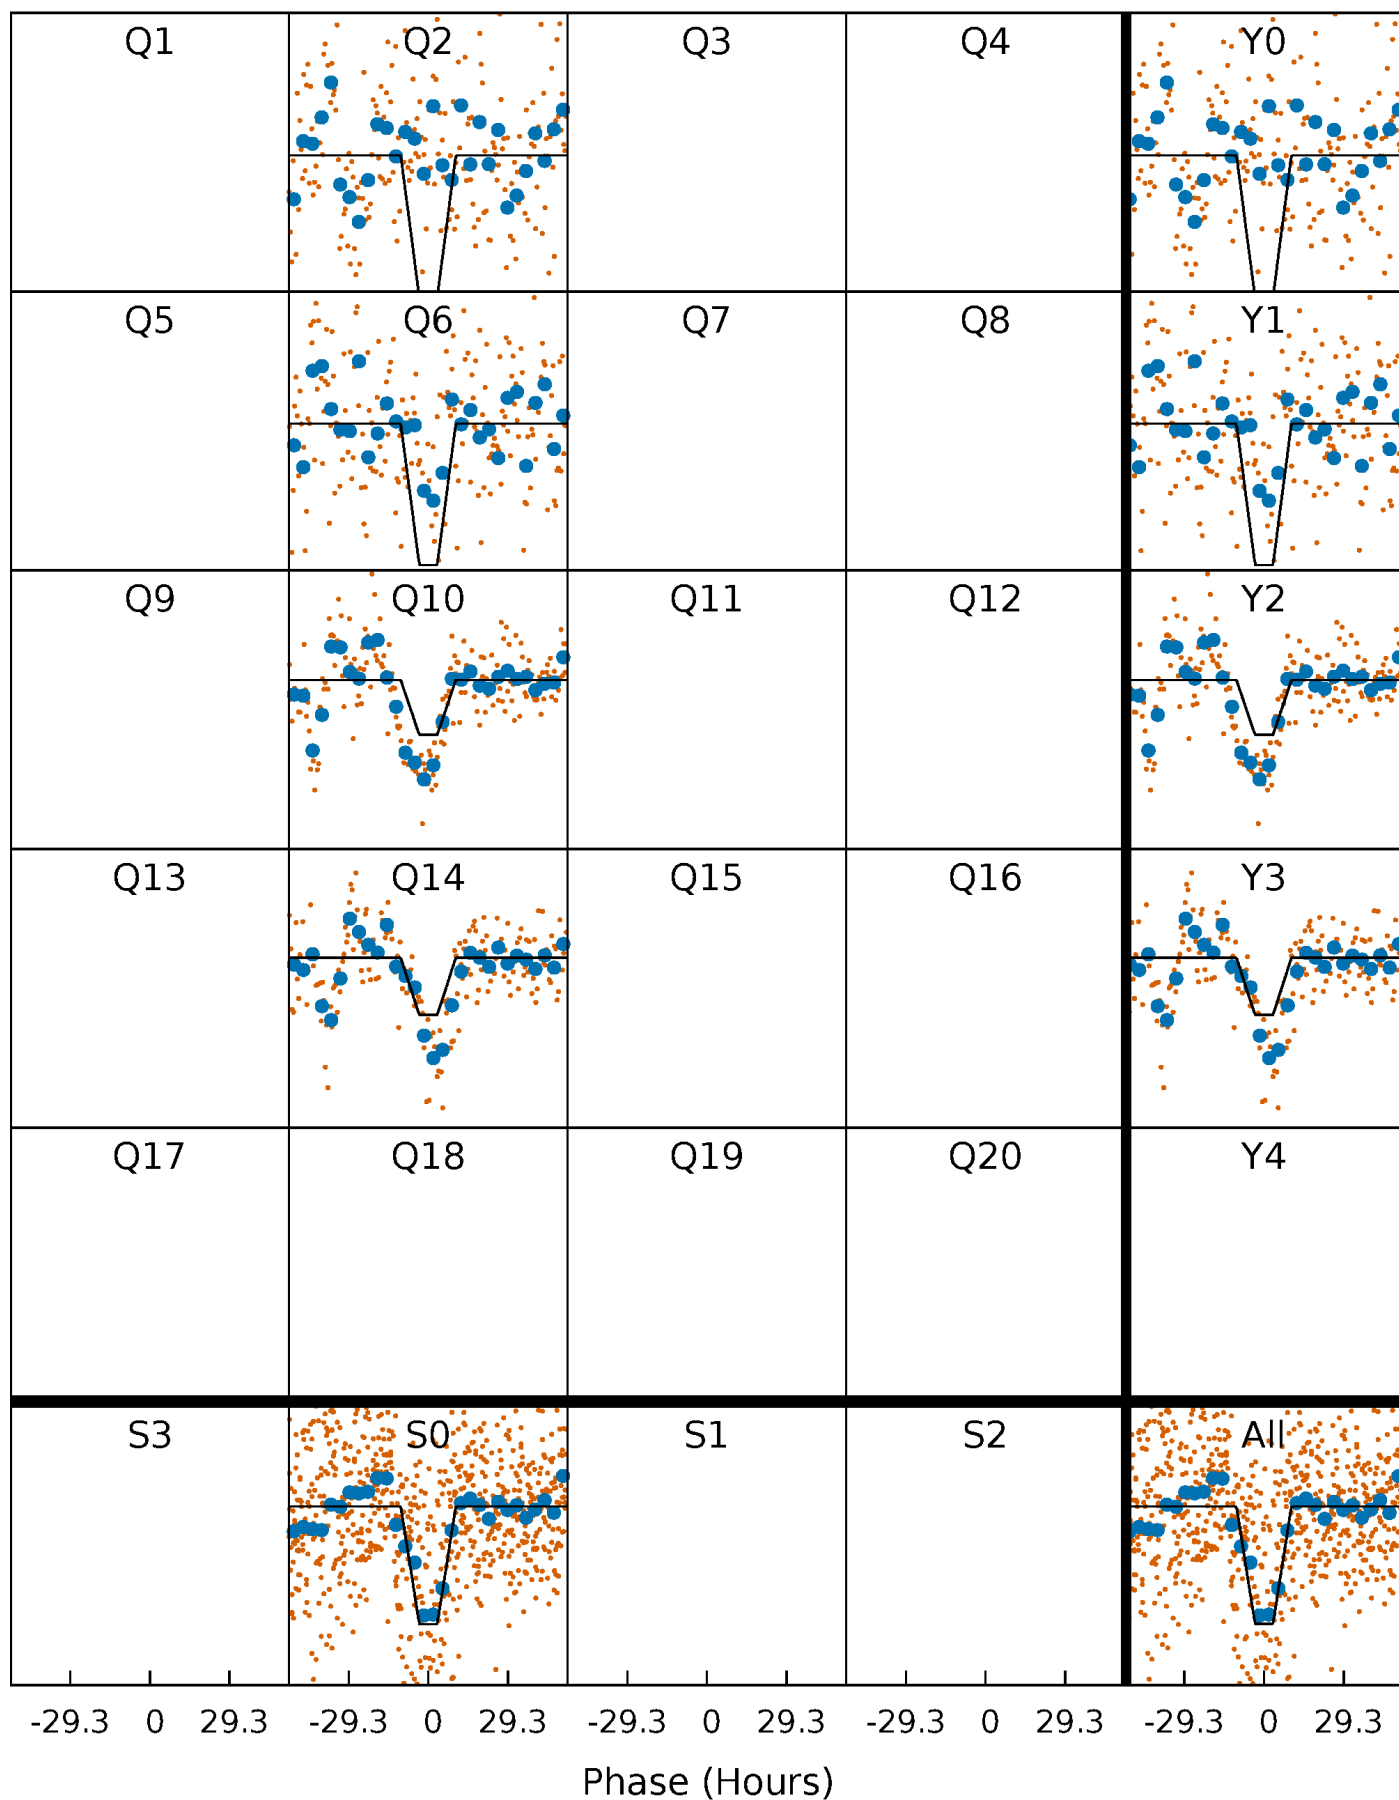 Q1 Q2 Q3 Q4 Y0
Q5 Q6 Q7 Q8 Y1
Q9 Q10 Q11 Q12 Y2
Q13 Q14 Q15 Q16 Y3
Q17 Q18 Q19 Q20 Y4
S3 S0 S1 S2 All
-29.3 0 29.3 -29.3 0 29.3 -29.3 0 29.3 -29.3 0 29.3 -29.3 0 29.3
Phase (Hours)